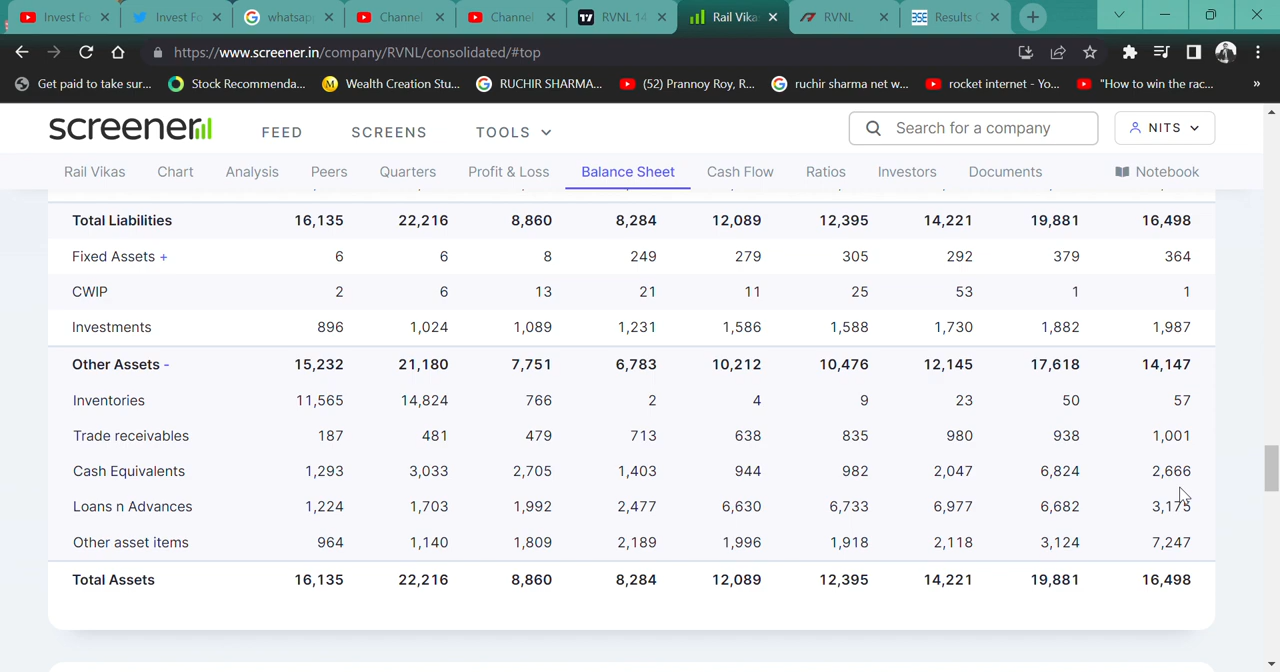 Invest Fo Invest Fo whatsap Channel Channel RVNL 14 Rail Vika RVNL Results
https://www.screener.in/company/RVNL/consolidated/#top
Get paid to take sur... Stock Recommenda... Wealth Creation Stu... RUCHIR SHARMA... (52) Prannoy Roy, R... ruchir sharma net w... rocket internet - Yo... "How to win the rac... »
screener FEED SCREENS TOOLS Search for a company NITS
Rail Vikas Chart Analysis Peers Quarters Profit & Loss Balance Sheet Cash Flow Ratios Investors Documents Notebook
Total Liabilities 16,135 22,216 8,860 8,284 12,089 12,395 14,221 19,881 16,498
Fixed Assets + 6 6 8 249 279 305 292 379 364
CWIP 2 6 13 21 11 25 53 1 1
Investments 896 1,024 1,089 1,231 1,586 1,588 1,730 1,882 1,987
Other Assets - 15,232 21,180 7,751 6,783 10,212 10,476 12,145 17,618 14,147
Inventories 11,565 14,824 766 2 4 9 23 50 57
Trade receivables 187 481 479 713 638 835 980 938 1,001
Cash Equivalents 1,293 3,033 2,705 1,403 944 982 2,047 6,824 2,666
Loans n Advances 1,224 1,703 1,992 2,477 6,630 6,733 6,977 6,682 3,175
Other asset items 964 1,140 1,809 2,189 1,996 1,918 2,118 3,124 7,247
Total Assets 16,135 22,216 8,860 8,284 12,089 12,395 14,221 19,881 16,498